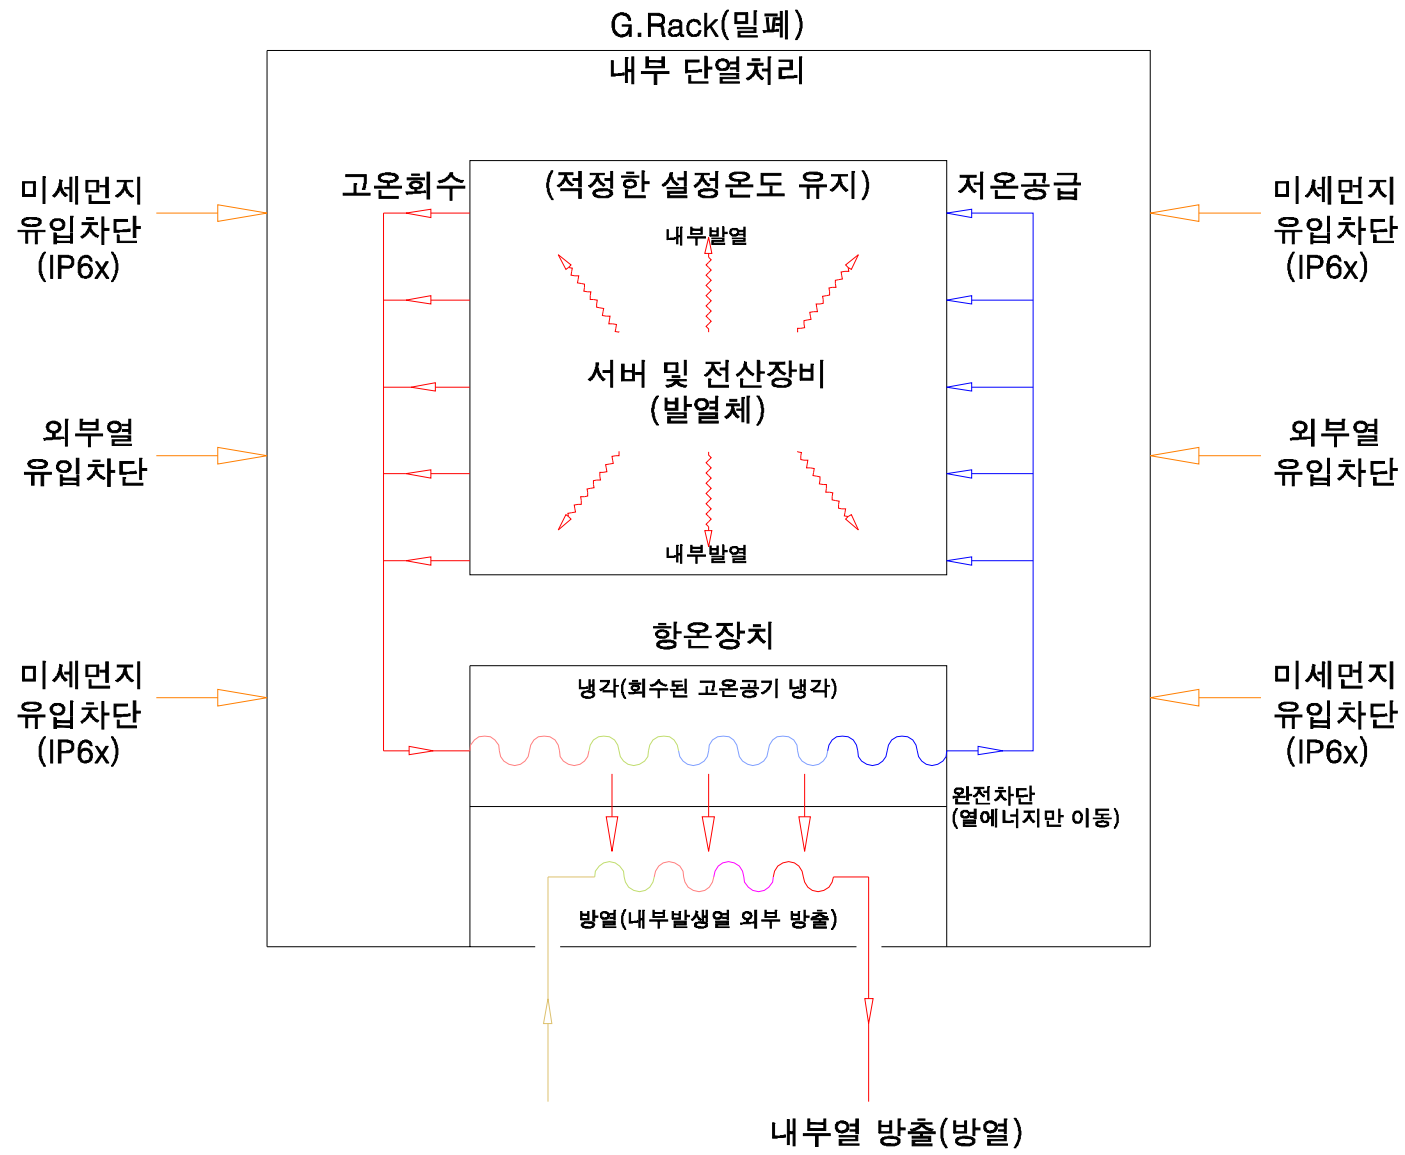 G.Rack(밀폐)
내부 단열처리
미세먼지
유입차단
(IP6x)
고온회수
(적정한 설정온도 유지)
저온공급
미세먼지
유입차단
(IP6x)
내부발열
서버 및 전산장비
(발열체)
외부열
유입차단
외부열
유입차단
내부발열
항온장치
미세먼지
유입차단
(IP6x)
냉각(회수된 고온공기 냉각)
미세먼지
유입차단
(IP6x)
완전차단
(열에너지만 이동)
방열(내부발생열 외부 방출)
내부열 방출(방열)